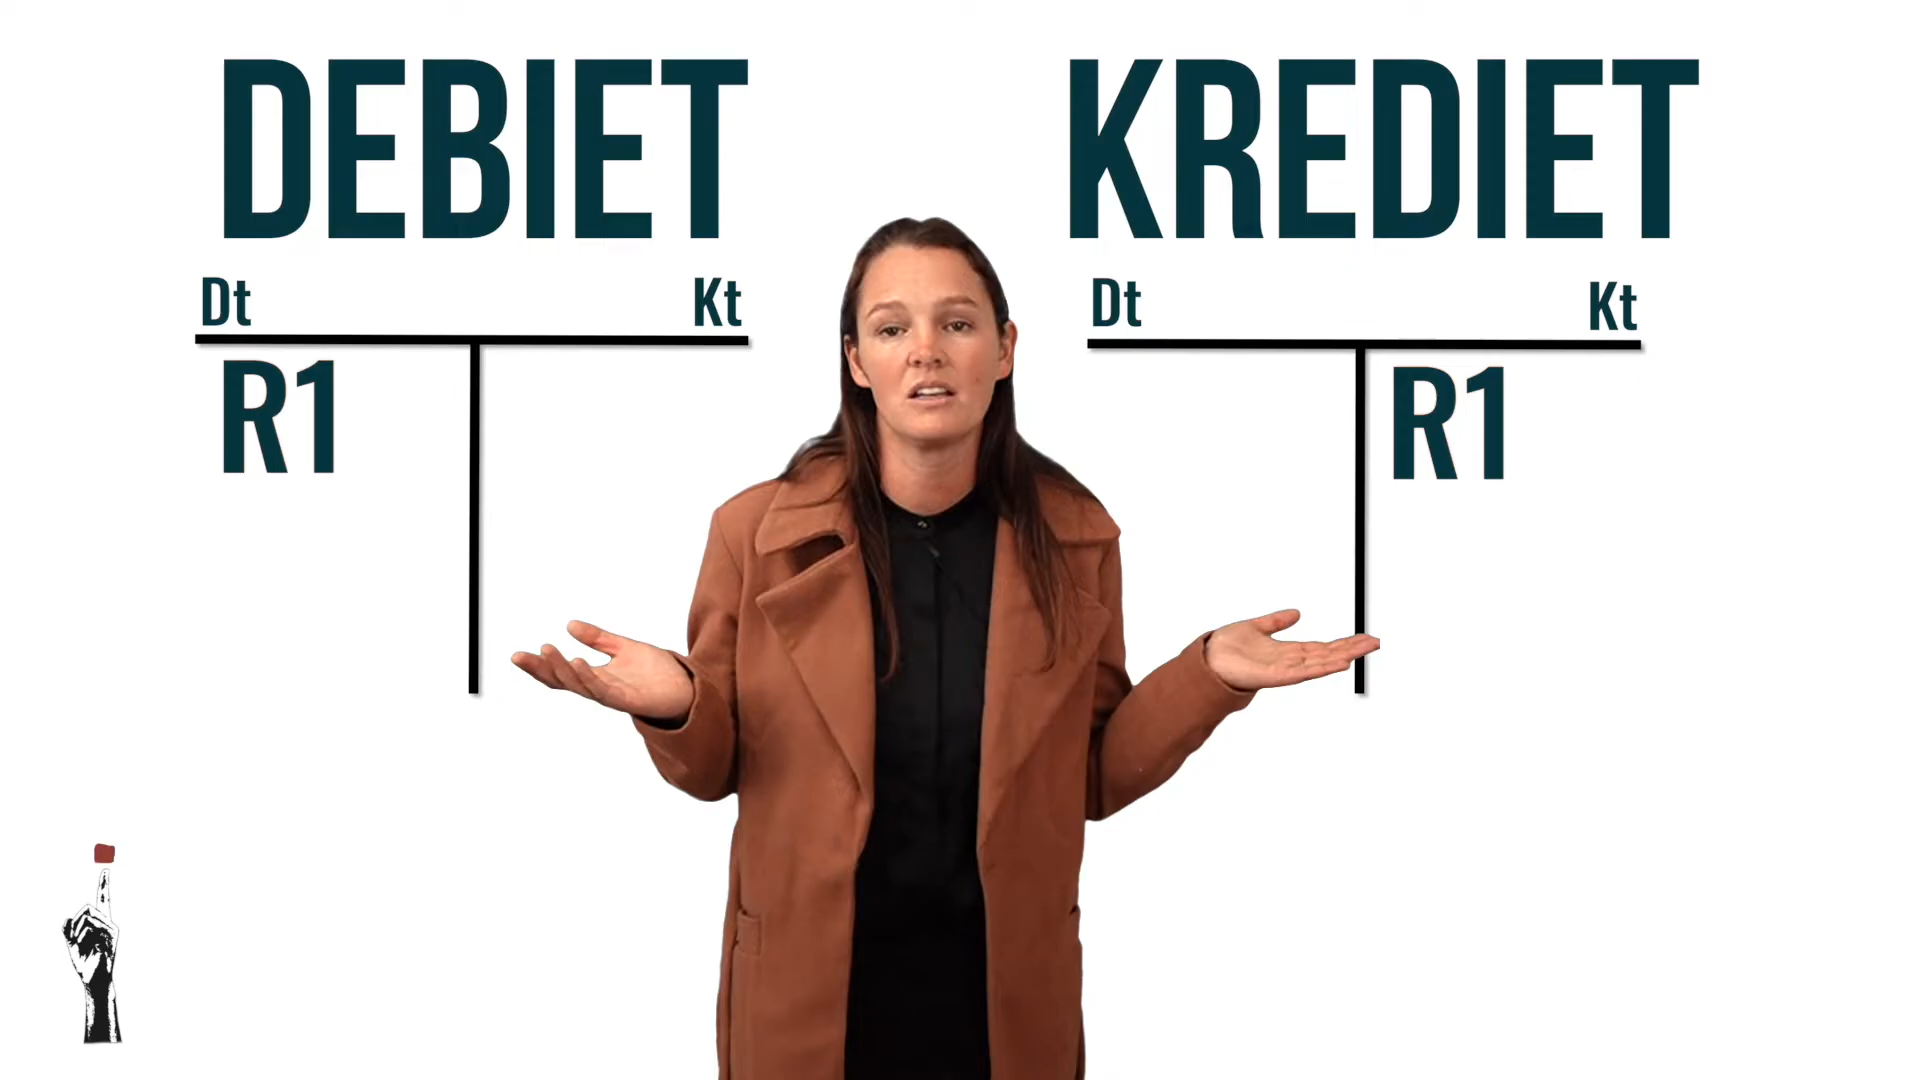 DEBIET
KREDIET
Dt Kt
Dt Kt
R1
R1